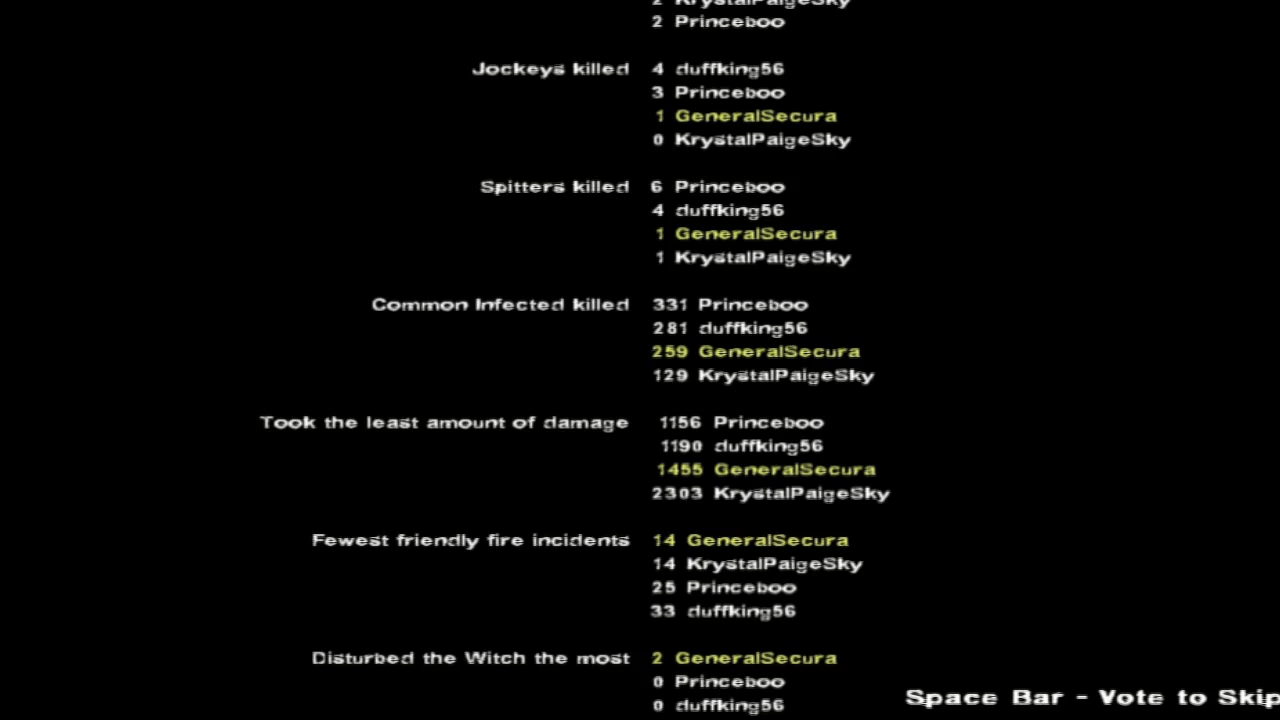 2 KrystalPaigeSky
2 Princeboo
Jockeys killed 4 duffking56
3 Princeboo
1 GeneralSecura
0 KrystalPaigeSky
Spitters killed 6 Princeboo
4 duffking56
1 GeneralSecura
1 KrystalPaigeSky
Common Infected killed 331 Princeboo
281 duffking56
259 GeneralSecura
129 KrystalPaigeSky
Took the least amount of damage 1156 Princeboo
1190 duffking56
1455 GeneralSecura
2303 KrystalPaigeSky
Fewest friendly fire incidents 14 GeneralSecura
14 KrystalPaigeSky
25 Princeboo
33 duffking56
Disturbed the Witch the most 2 GeneralSecura
0 Princeboo
0 duffking56
Space Bar - Vote to Skip